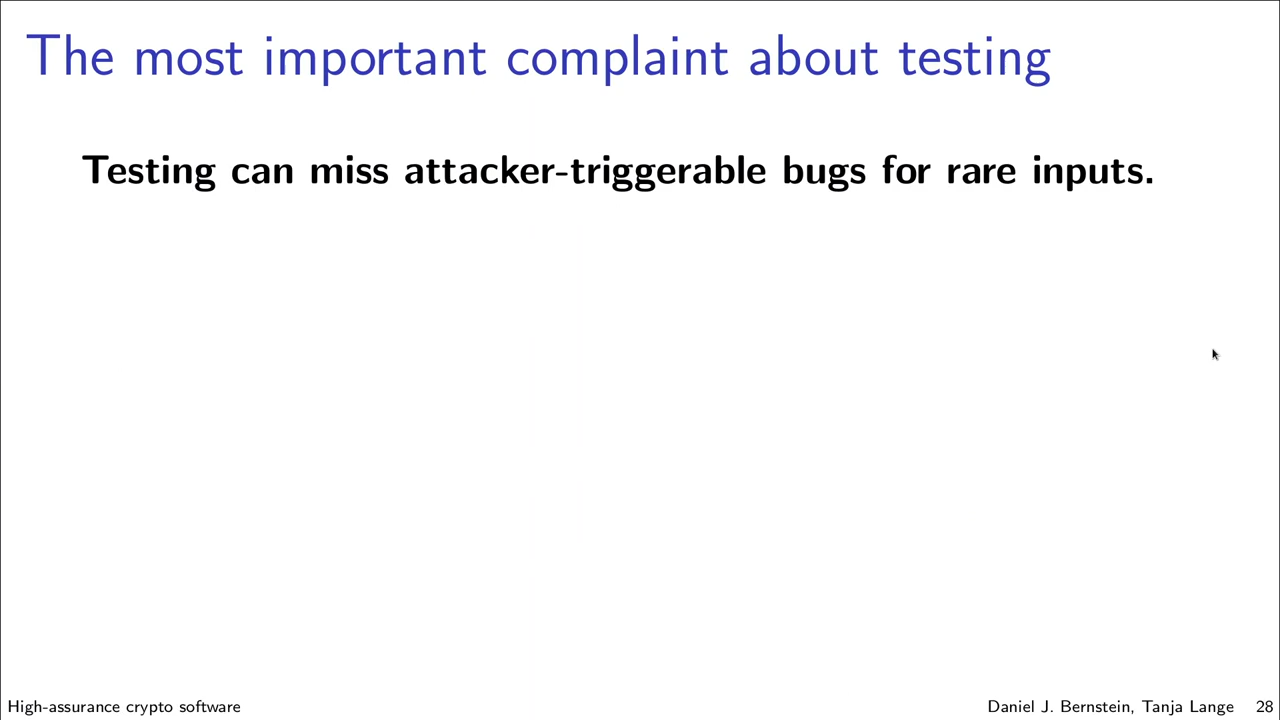 The most important complaint about testing
Testing can miss attacker-triggerable bugs for rare inputs.
High-assurance crypto software
Daniel J. Bernstein, Tanja Lange 28